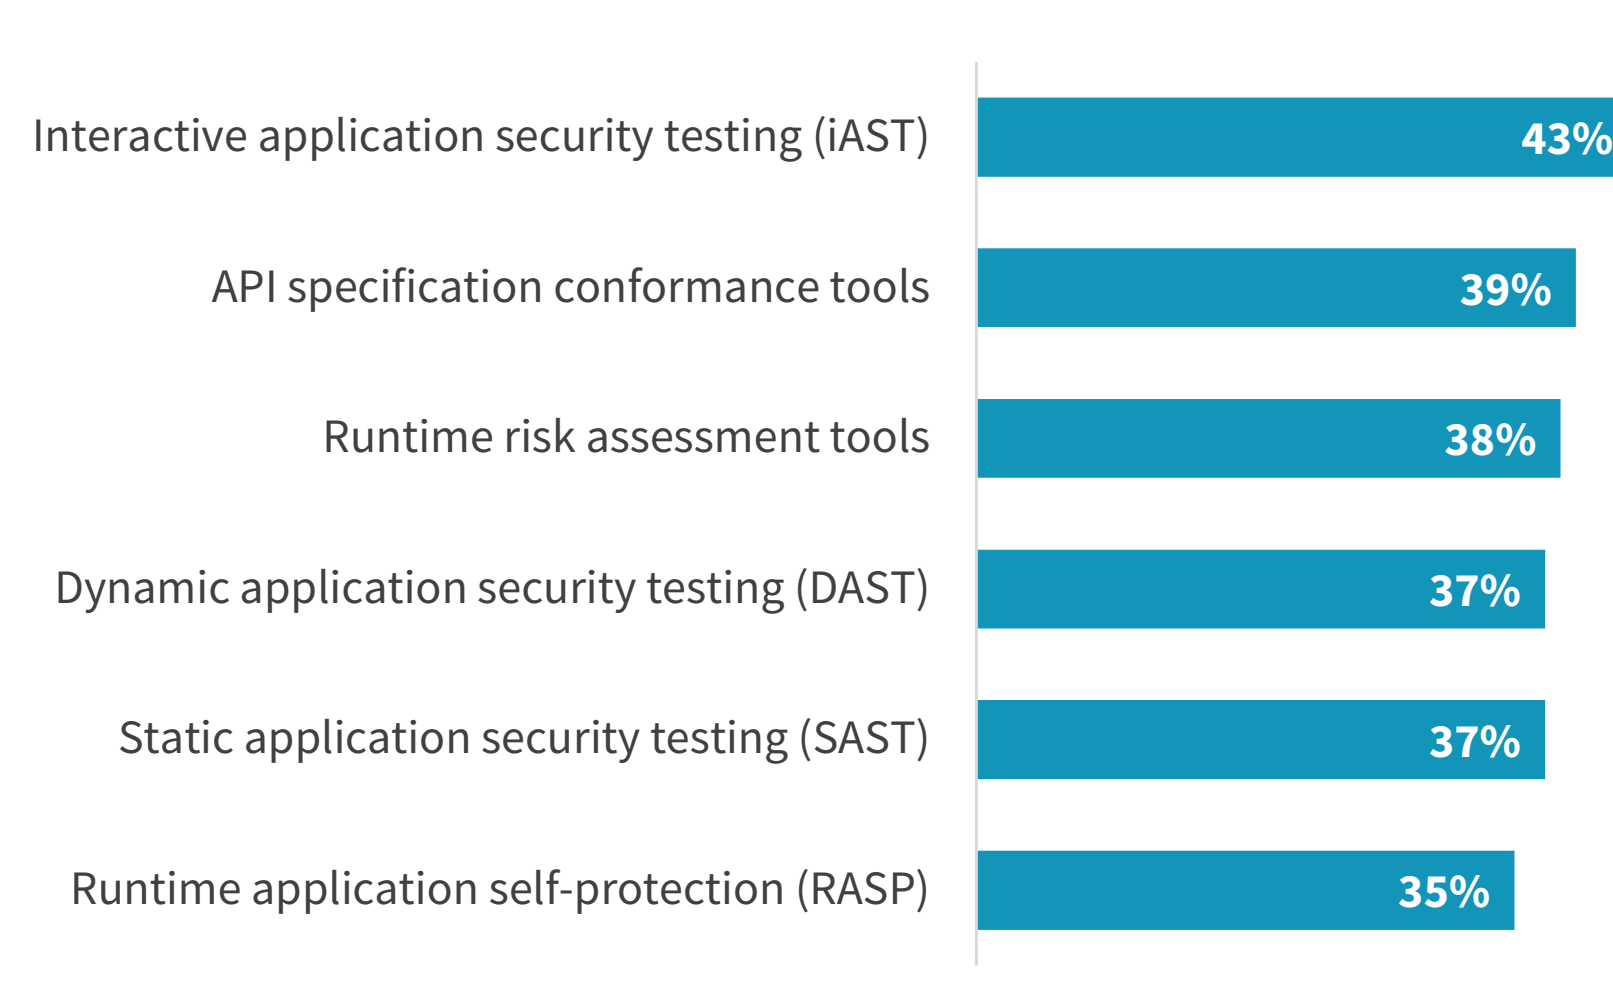 Interactive application security testing (iAST) 43%
API specification conformance tools 39%
Runtime risk assessment tools 38%
Dynamic application security testing (DAST) 37%
Static application security testing (SAST) 37%
Runtime application self-protection (RASP) 35%